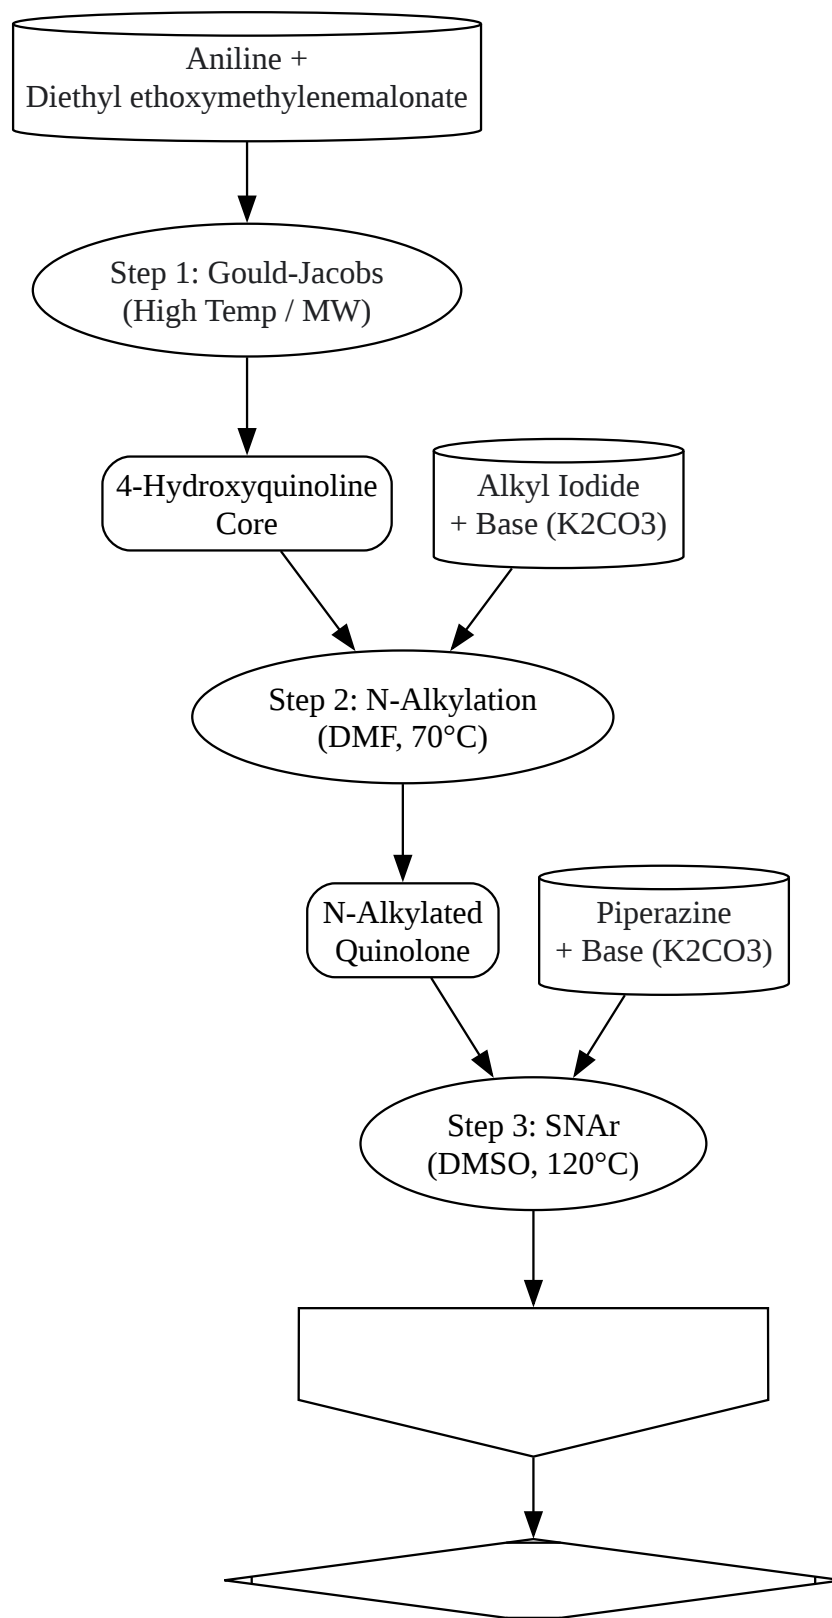 Aniline +
Diethyl ethoxymethylenemalonate
Step 1: Gould-Jacobs
(High Temp / MW)
4-Hydroxyquinoline
Core
Alkyl Iodide
+ Base (K2CO3)
Step 2: N-Alkylation
(DMF, 70°C)
N-Alkylated
Quinolone
Piperazine
+ Base (K2CO3)
Step 3: SNAr
(DMSO, 120°C)